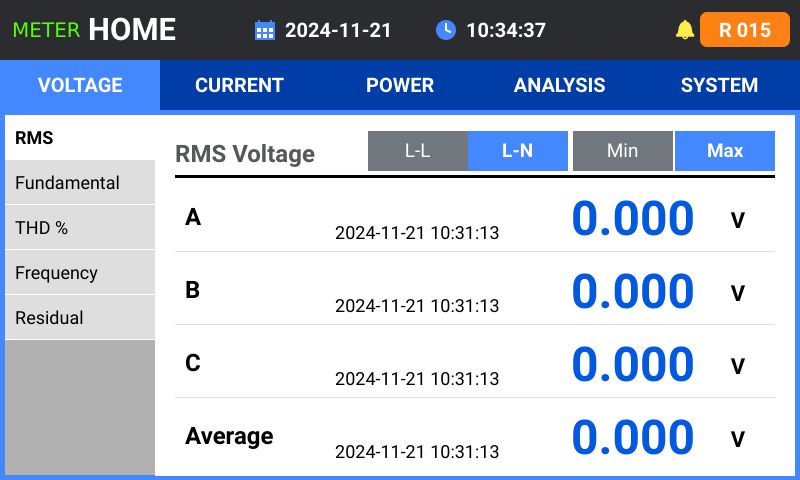 METER HOME 2024-11-21 10:34:37 R 015
VOLTAGE CURRENT POWER ANALYSIS SYSTEM
RMS
Fundamental
THD %
Frequency
Residual
RMS Voltage L-L L-N Min Max
A 2024-11-21 10:31:13 0.000 V
B 2024-11-21 10:31:13 0.000 V
C 2024-11-21 10:31:13 0.000 V
Average 2024-11-21 10:31:13 0.000 V